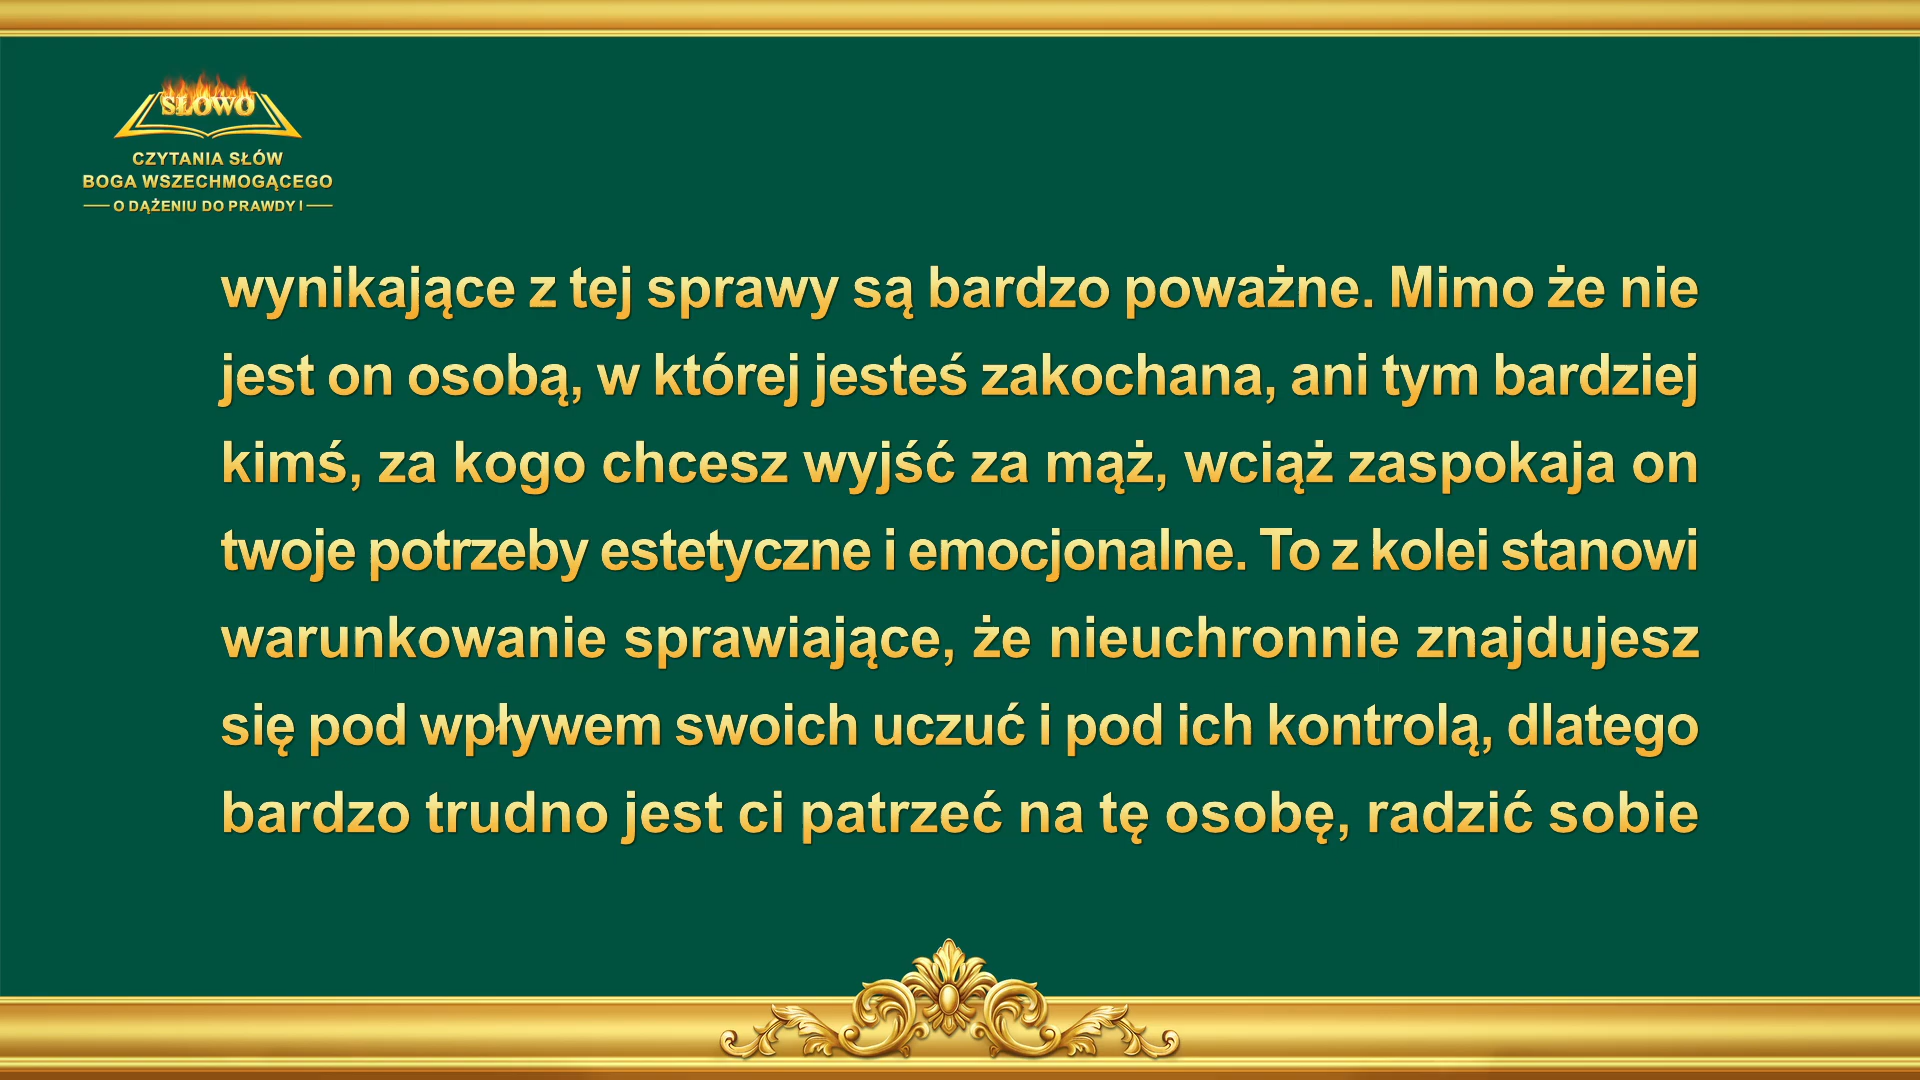 SŁOWO
CZYTANIA SŁÓW
BOGA WSZECHMOGĄCEGO
O DĄŻENIU DO PRAWDY I
wynikające z tej sprawy są bardzo poważne. Mimo że nie
jest on osobą, w której jesteś zakochana, ani tym bardziej
kimś, za kogo chcesz wyjść za mąż, wciąż zaspokaja on
twoje potrzeby estetyczne i emocjonalne. To z kolei stanowi
warunkowanie sprawiające, że nieuchronnie znajdujesz
się pod wpływem swoich uczuć i pod ich kontrolą, dlatego
bardzo trudno jest ci patrzeć na tę osobę, radzić sobie